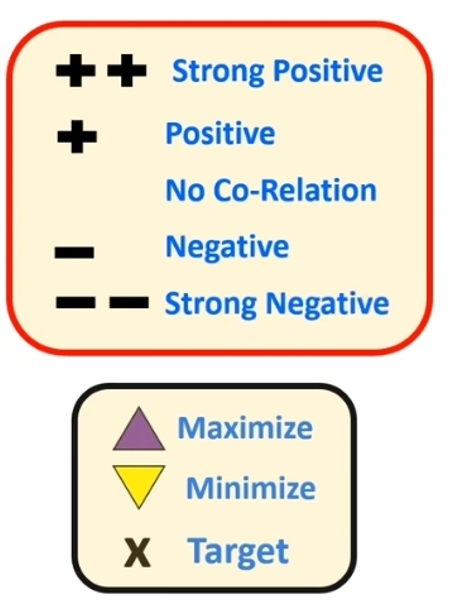 ++ Strong Positive
+ Positive
No Co-Relation
− Negative
− − Strong Negative
Maximize
Minimize
X Target